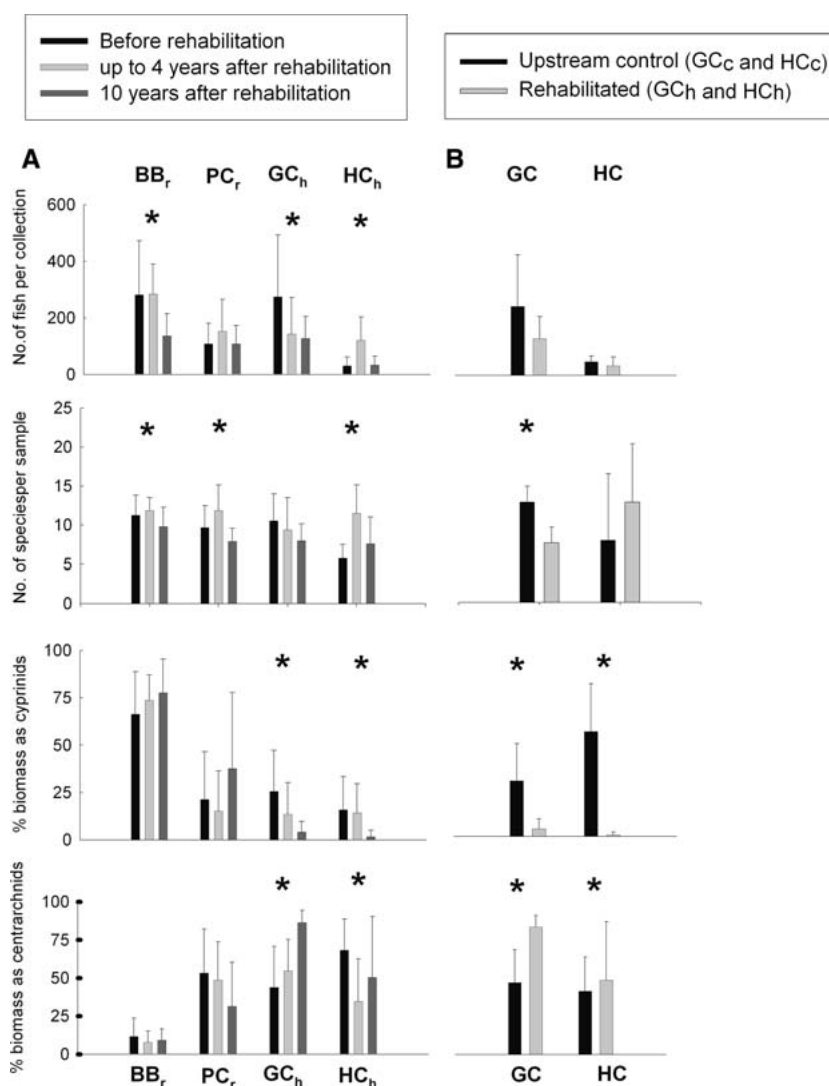 Before rehabilitation
up to 4 years after rehabilitation
10 years after rehabilitation
Upstream control (GCc and HCc)
Rehabilitated (GCh and HCh)
A
B
BBr PCr GCh HCh
GC HC
No.of fish per collection
600
400
200
0
* * *
No. of speciesper sample
25
20
15
10
5
0
* * *
*
% biomass as cyprinids
100
75
50
25
0
* *
* *
% biomass as centrarchnids
100
75
50
25
0
* *
* *
BBr PCr GCh HCh
GC HC